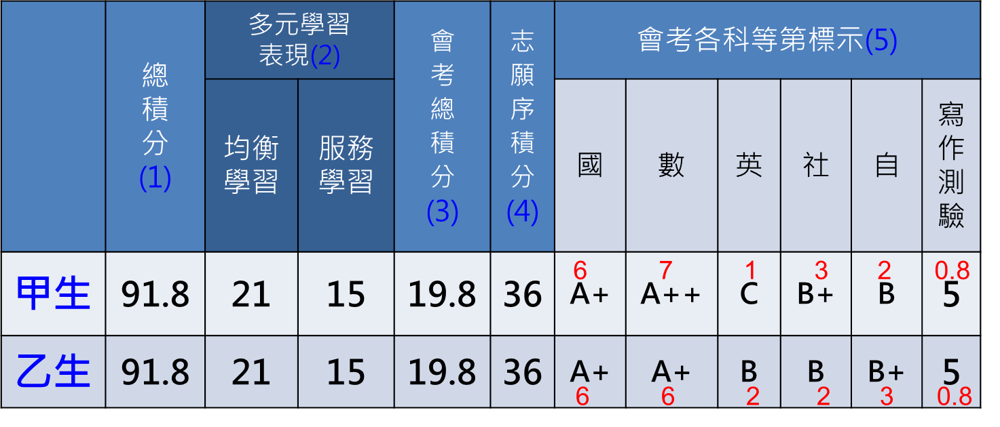 總積分(1)
多元學習
表現(2)
均衡
學習
服務
學習
會考總積分(3)
志願序積分(4)
會考各科等第標示(5)
國
數
英
社
自
寫作測驗
6 7 1 3 2 0.8
甲生 91.8 21 15 19.8 36 A+ A++ C B+ B 5
乙生 91.8 21 15 19.8 36 A+ A+ B B B+ 5
6 6 2 2 3 0.8